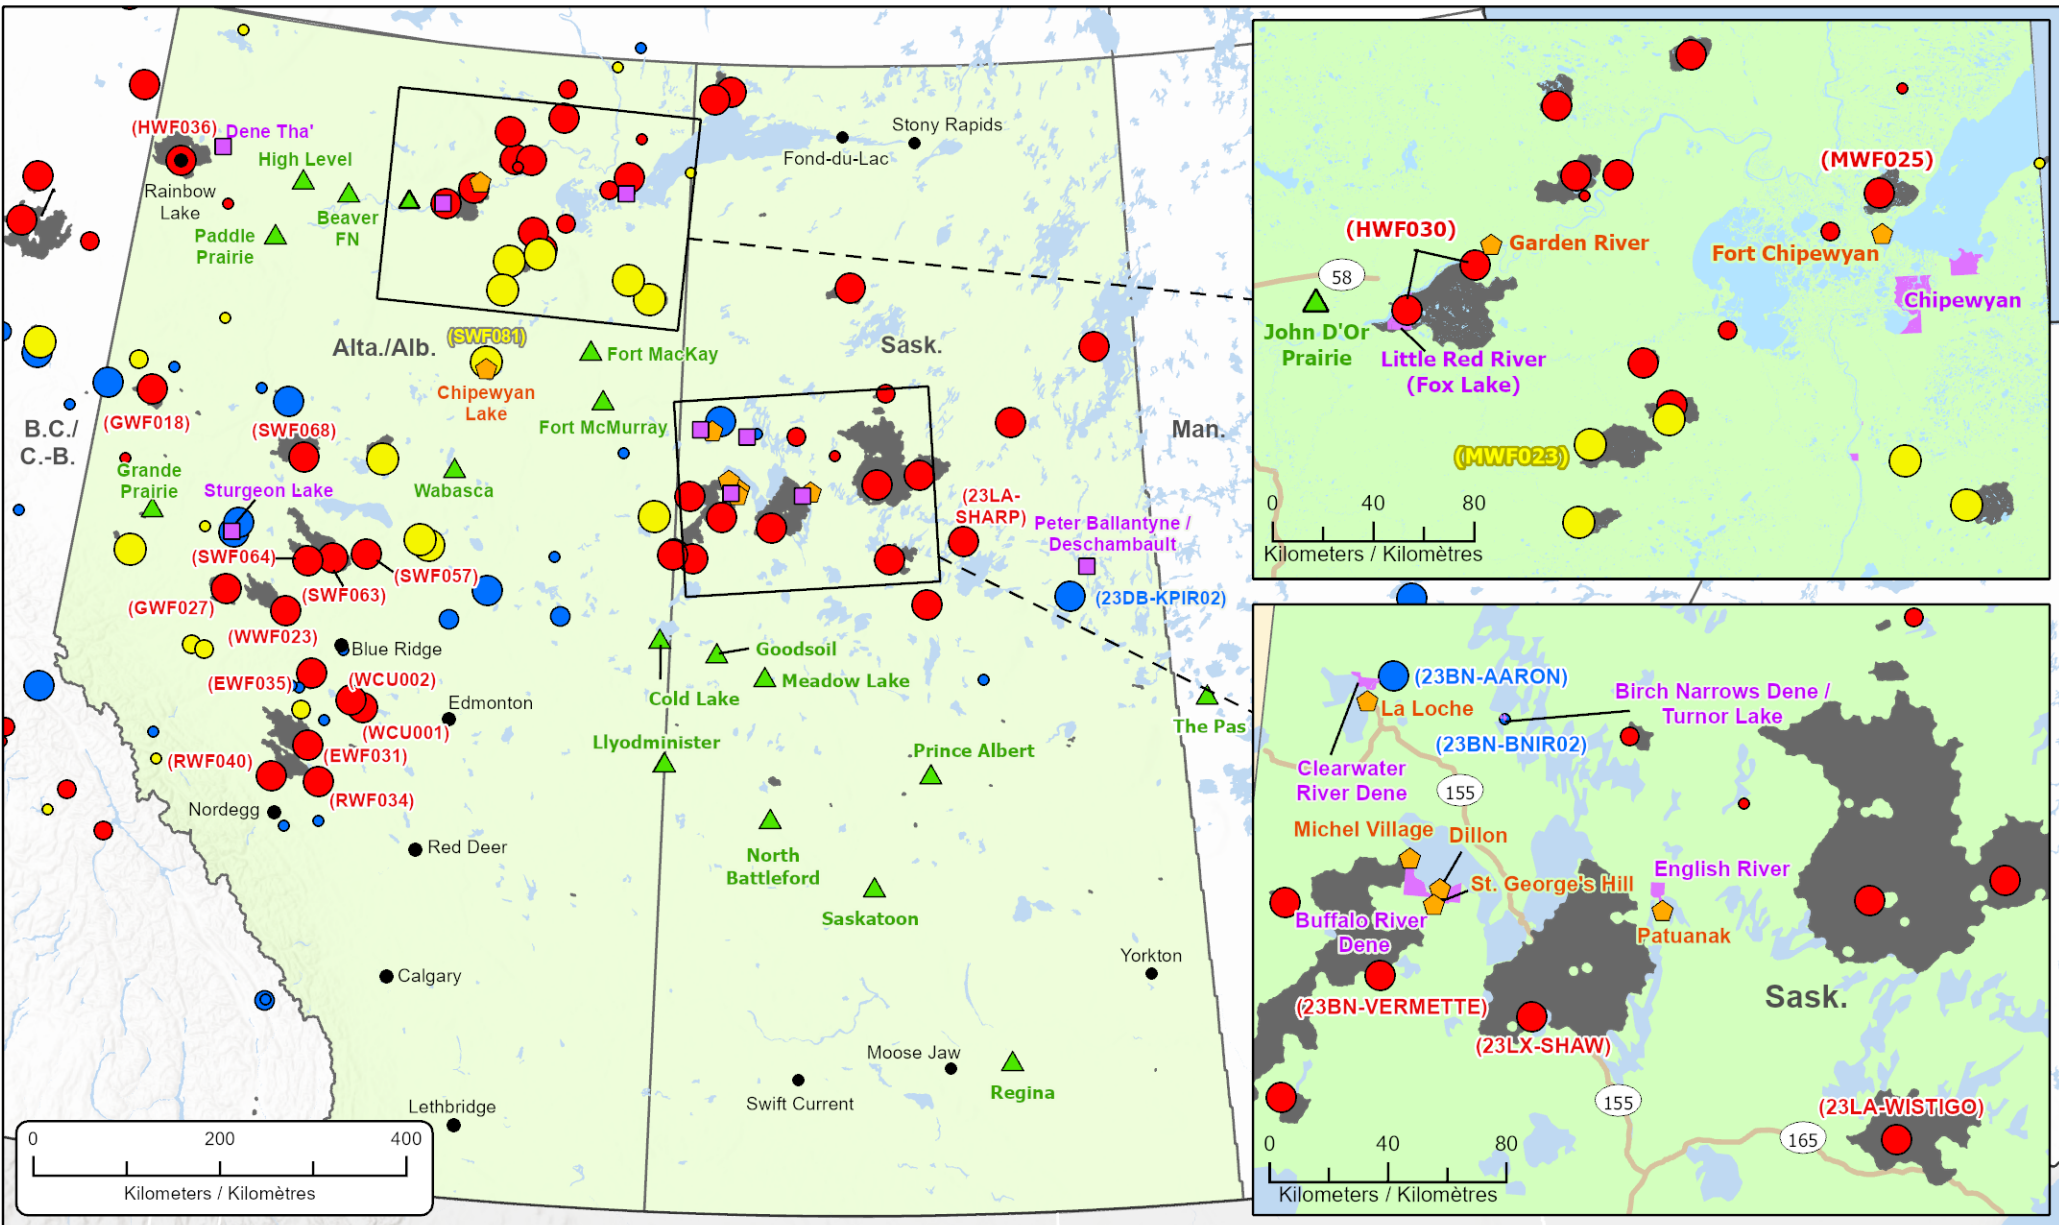 (HWF036)
Dene Tha'
High Level
Rainbow
Lake
Beaver
FN
Paddle
Prairie
Stony Rapids
Fond-du-Lac
Alta./Alb.
(SWF081)
Chipewyan
Lake
Fort MacKay
Fort McMurray
Sask.
Man.
B.C./
C.-B.
(GWF018)
(SWF068)
Grande
Prairie
Sturgeon Lake
Wabasca
(SWF064)
(SWF057)
(SWF063)
(GWF027)
(WWF023)
(23LA-
SHARP)
Peter Ballantyne /
Deschambault
(23DB-KPIR02)
Blue Ridge
(EWF035)
(WCU002)
Edmonton
(WCU001)
(EWF031)
(RWF040)
(RWF034)
Nordegg
Red Deer
Goodsoil
Meadow Lake
Cold Lake
The Pas
Llyodminister
Prince Albert
North
Battleford
Saskatoon
Calgary
Yorkton
Moose Jaw
Swift Current
Regina
Lethbridge
0 200 400
Kilometers / Kilomètres
(MWF025)
(HWF030)
Garden River
Fort Chipewyan
58
Chipewyan
John D'Or
Prairie
Little Red River
(Fox Lake)
(MWF023)
0 40 80
Kilometers / Kilomètres
(23BN-AARON)
La Loche
Birch Narrows Dene /
Turnor Lake
(23BN-BNIR02)
Clearwater
River Dene
155
Michel Village
Dillon
English River
St. George's Hill
Buffalo River
Dene
Patuanak
Sask.
(23BN-VERMETTE)
(23LX-SHAW)
155
(23LA-WISTIGO)
165
0 40 80
Kilometers / Kilomètres